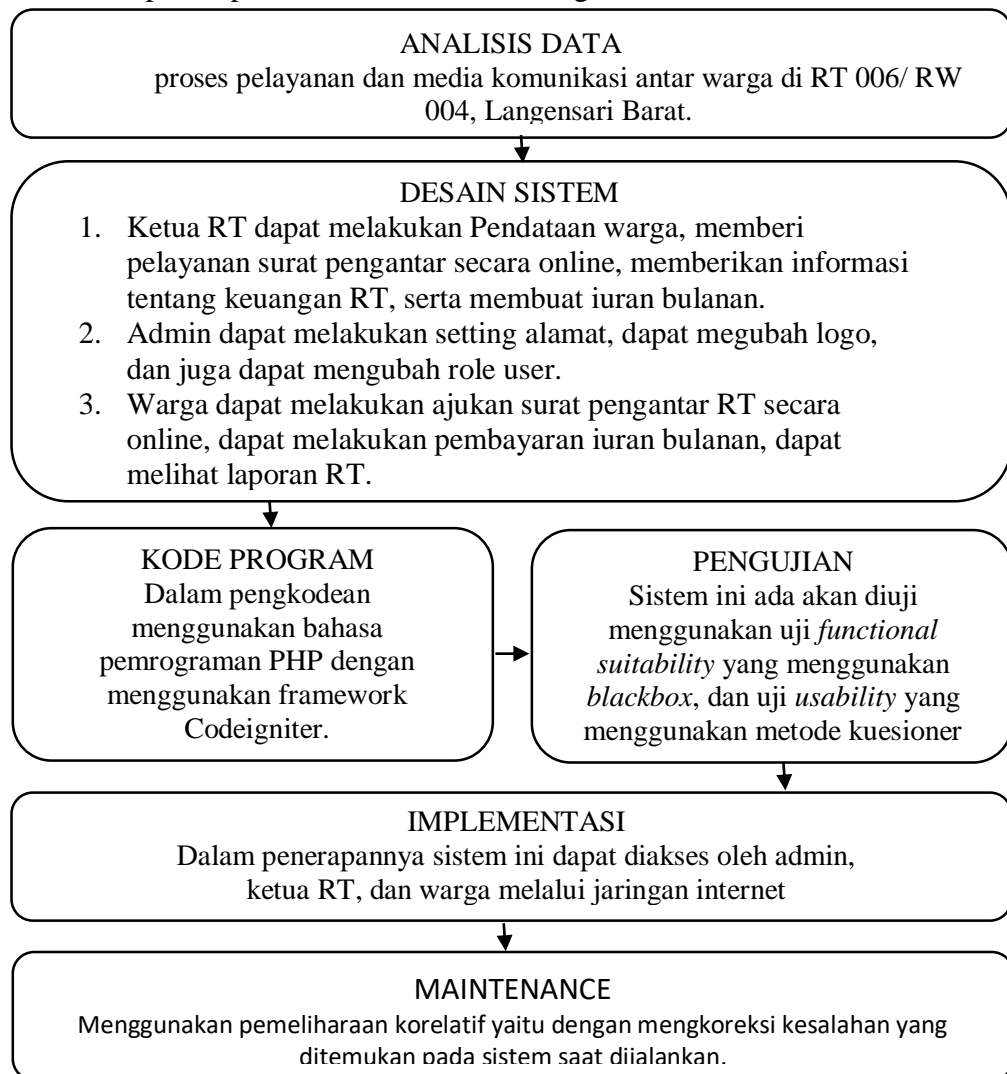 ANALISIS DATA
proses pelayanan dan media komunikasi antar warga di RT 006/ RW
004, Langensari Barat.
DESAIN SISTEM
1. Ketua RT dapat melakukan Pendataan warga, memberi
pelayanan surat pengantar secara online, memberikan informasi
tentang keuangan RT, serta membuat iuran bulanan.
2. Admin dapat melakukan setting alamat, dapat megubah logo,
dan juga dapat mengubah role user.
3. Warga dapat melakukan ajukan surat pengantar RT secara
online, dapat melakukan pembayaran iuran bulanan, dapat
melihat laporan RT.
KODE PROGRAM
Dalam pengkodean
menggunakan bahasa
pemrograman PHP dengan
menggunakan framework
Codeigniter.
PENGUJIAN
Sistem ini ada akan diuji
menggunakan uji functional
suitability yang menggunakan
blackbox, dan uji usability yang
menggunakan metode kuesioner
IMPLEMENTASI
Dalam penerapannya sistem ini dapat diakses oleh admin,
ketua RT, dan warga melalui jaringan internet
MAINTENANCE
Menggunakan pemeliharaan korelatif yaitu dengan mengkoreksi kesalahan yang
ditemukan pada sistem saat dijalankan.